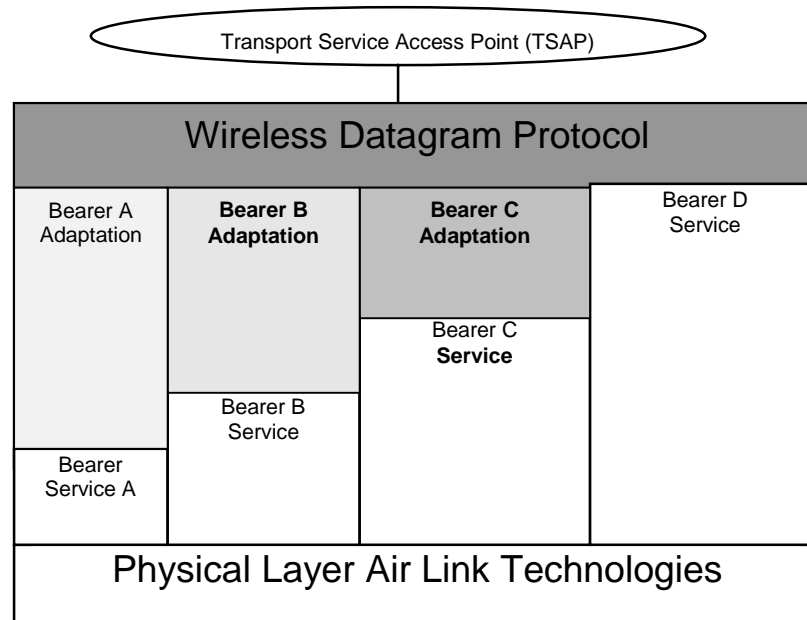 Transport Service Access Point (TSAP)
Wireless Datagram Protocol
Bearer A
Adaptation
Bearer B
Adaptation
Bearer C
Adaptation
Bearer D
Service
Bearer C
Service
Bearer B
Service
Bearer
Service A
Physical Layer Air Link Technologies